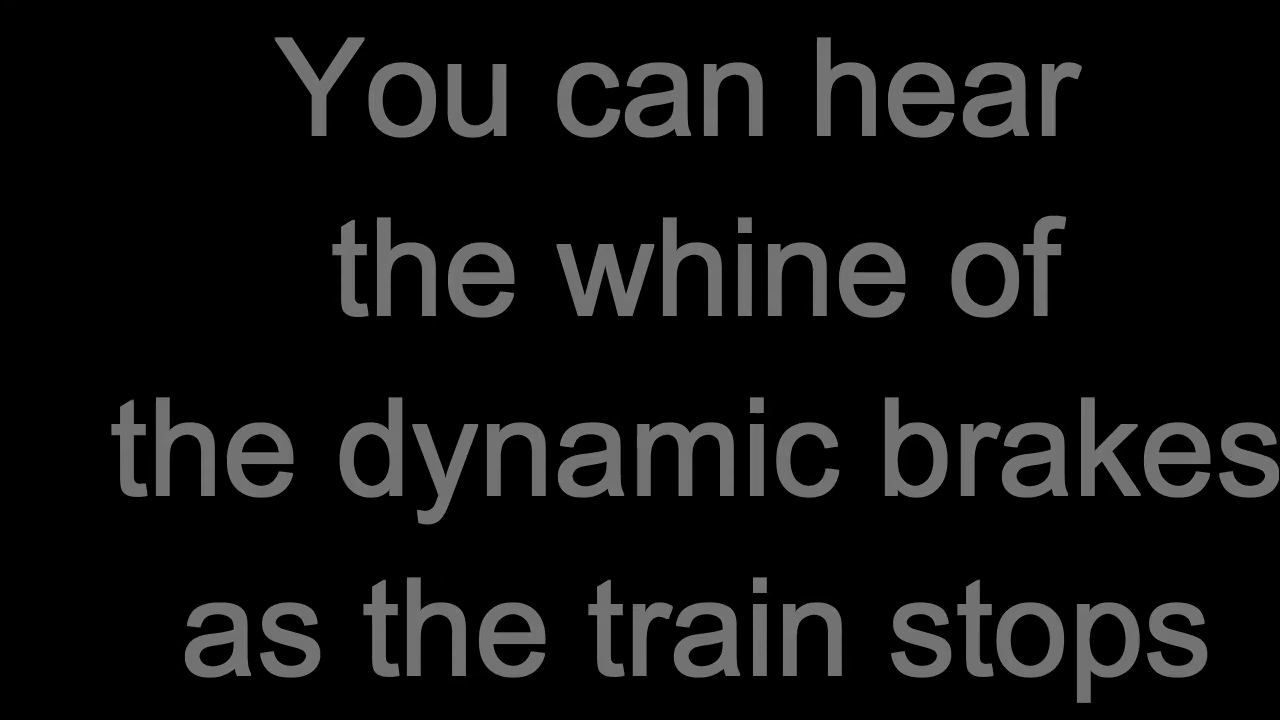 You can hear
the whine of
the dynamic brakes
as the train stops